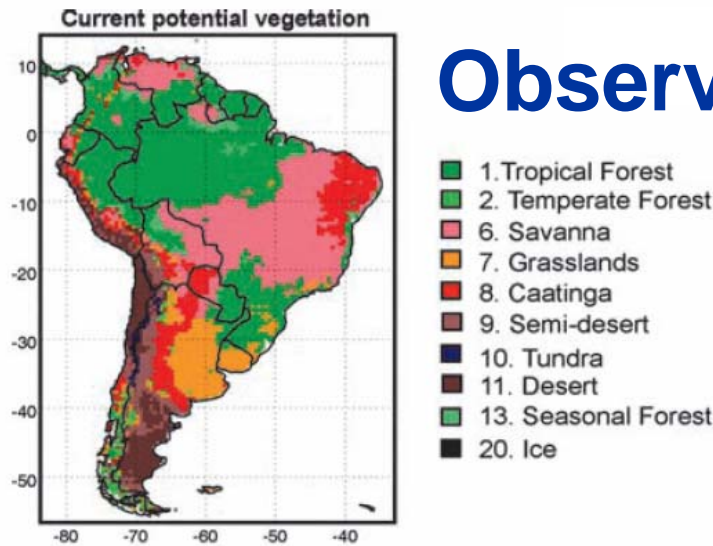 Current potential vegetation
Observ
10
0
-10
-20
-30
-40
-50
-80 -70 -60 -50 -40
1.Tropical Forest
2. Temperate Forest
6. Savanna
7. Grasslands
8. Caatinga
9. Semi-desert
10. Tundra
11. Desert
13. Seasonal Forest
20. Ice